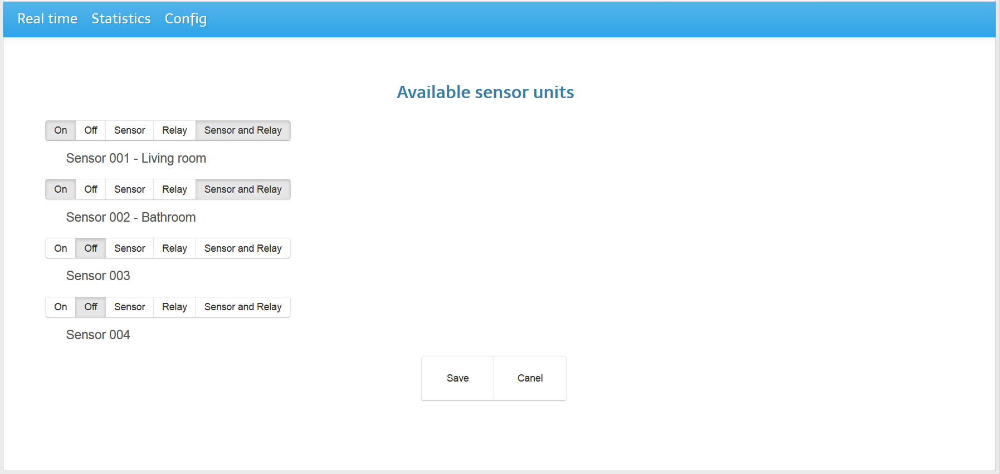 Real time Statistics Config
Available sensor units
On Off Sensor Relay Sensor and Relay
Sensor 001 - Living room
On Off Sensor Relay Sensor and Relay
Sensor 002 - Bathroom
On Off Sensor Relay Sensor and Relay
Sensor 003
On Off Sensor Relay Sensor and Relay
Sensor 004
Save Canel